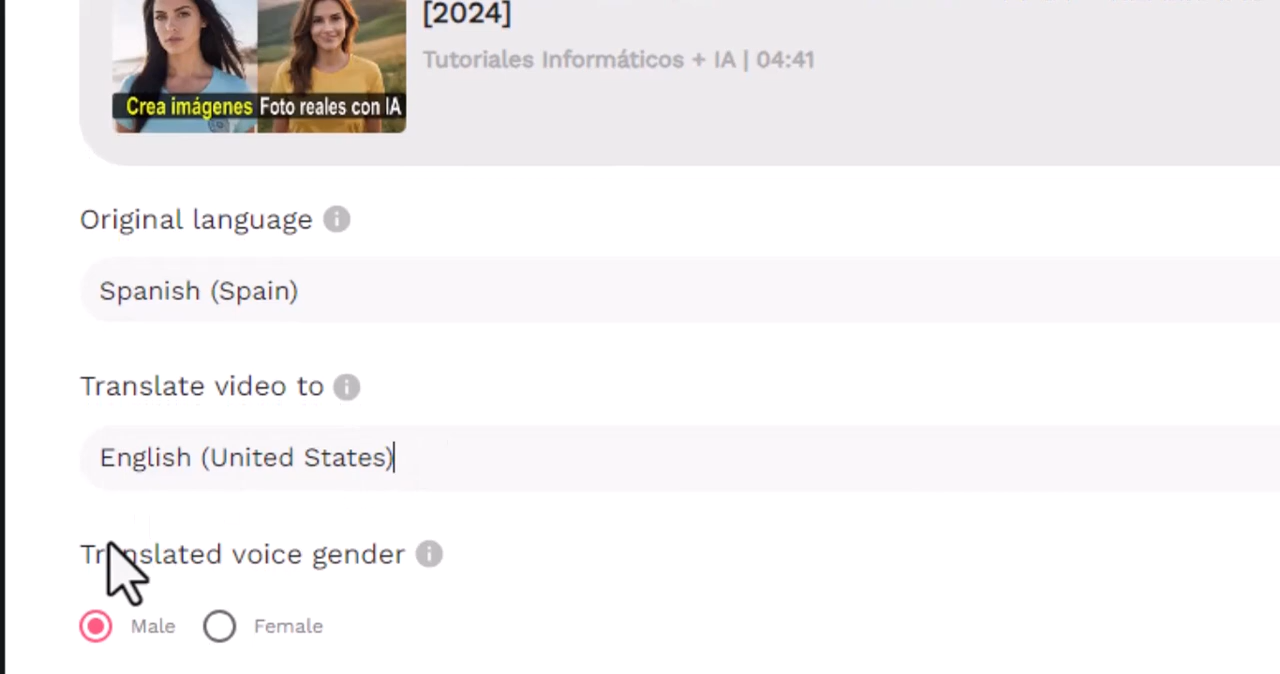 [2024]
Tutoriales Informáticos + IA | 04:41
Crea imágenes Foto reales con IA
Original language
Spanish (Spain)
Translate video to
English (United States)
Translated voice gender
Male Female